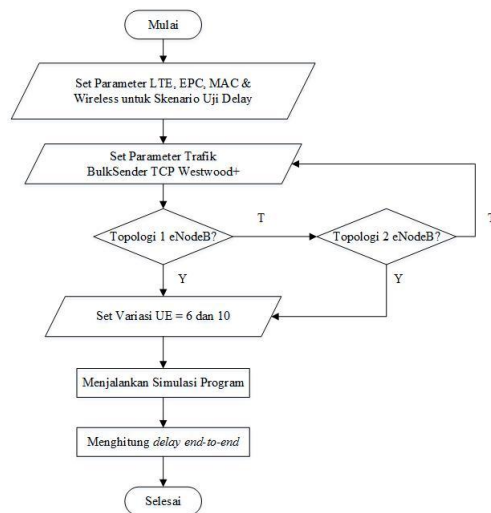 Mulai
Set Parameter LTE, EPC, MAC &
Wireless untuk Skenario Uji Delay
Set Parameter Trafik
BulkSender TCP Westwood+
Topologi 1 eNodeB?
T
Topologi 2 eNodeB?
T
Y
Y
Set Variasi UE = 6 dan 10
Menjalankan Simulasi Program
Menghitung delay end-to-end
Selesai